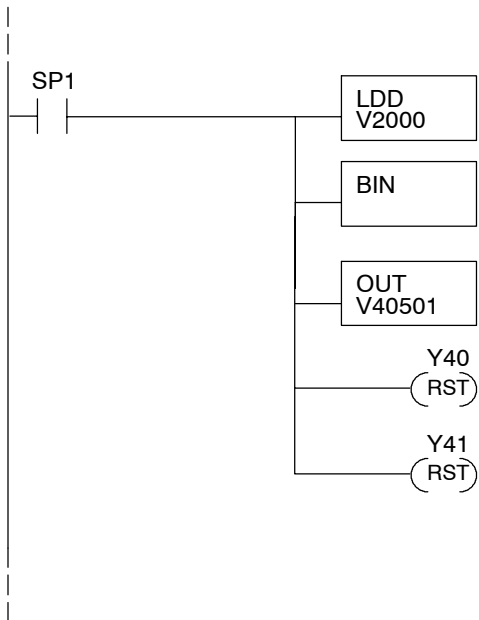 SP1
LDD
V2000
BIN
OUT
V40501
Y40
RST
Y41
RST